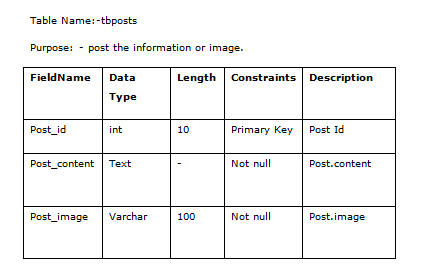 Table Name:-tbposts
Purpose: - post the information or image.
FieldName Data Type Length Constraints Description
Post_id int 10 Primary Key Post Id
Post_content Text - Not null Post.content
Post_image Varchar 100 Not null Post.image